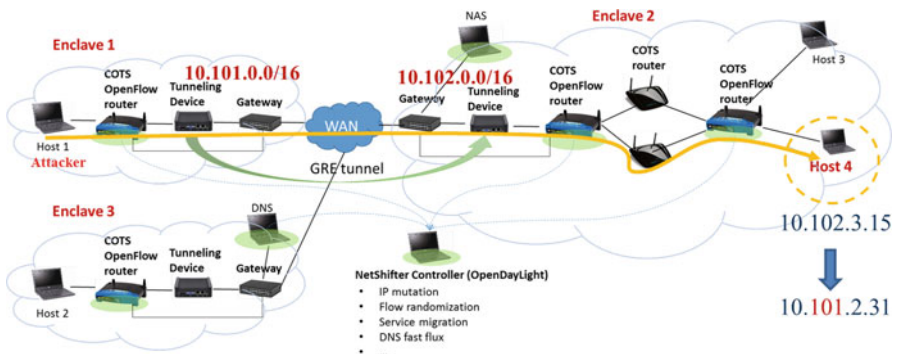 Enclave 1
COTS
OpenFlow
router
Tunneling
Device
10.101.0.0/16
Gateway
Host 1
Attacker
WAN
GRE tunnel
NAS
10.102.0.0/16
Gateway
Tunneling
Device
Enclave 2
COTS
OpenFlow
router
COTS
router
COTS
OpenFlow
router
Host 3
Host 4
10.102.3.15
10.101.2.31
Enclave 3
COTS
OpenFlow
router
Tunneling
Device
DNS
Gateway
Host 2
NetShifter Controller (OpenDayLight)
• IP mutation
• Flow randomization
• Service migration
• DNS fast flux
• ...